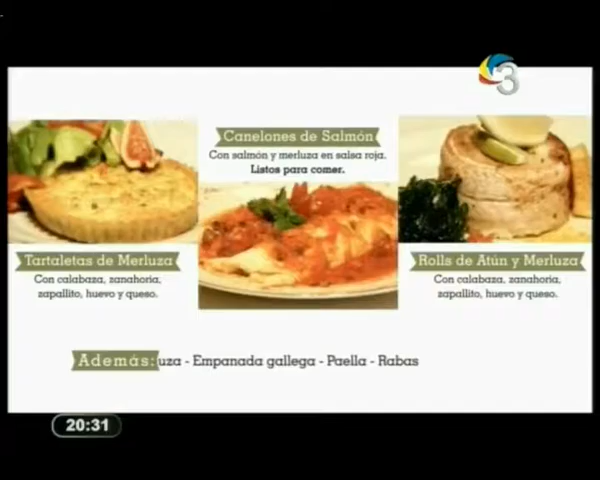 3
Canelones de Salmón
Con salmón y merluza en salsa roja.
Listos para comer.
Tartaletas de Merluza
Con calabaza, zanahoria,
zapallito, huevo y queso.
Rolls de Atún y Merluza
Con calabaza, zanahoria,
zapallito, huevo y queso.
Además: uza - Empanada gallega - Paella - Rabas
20:31